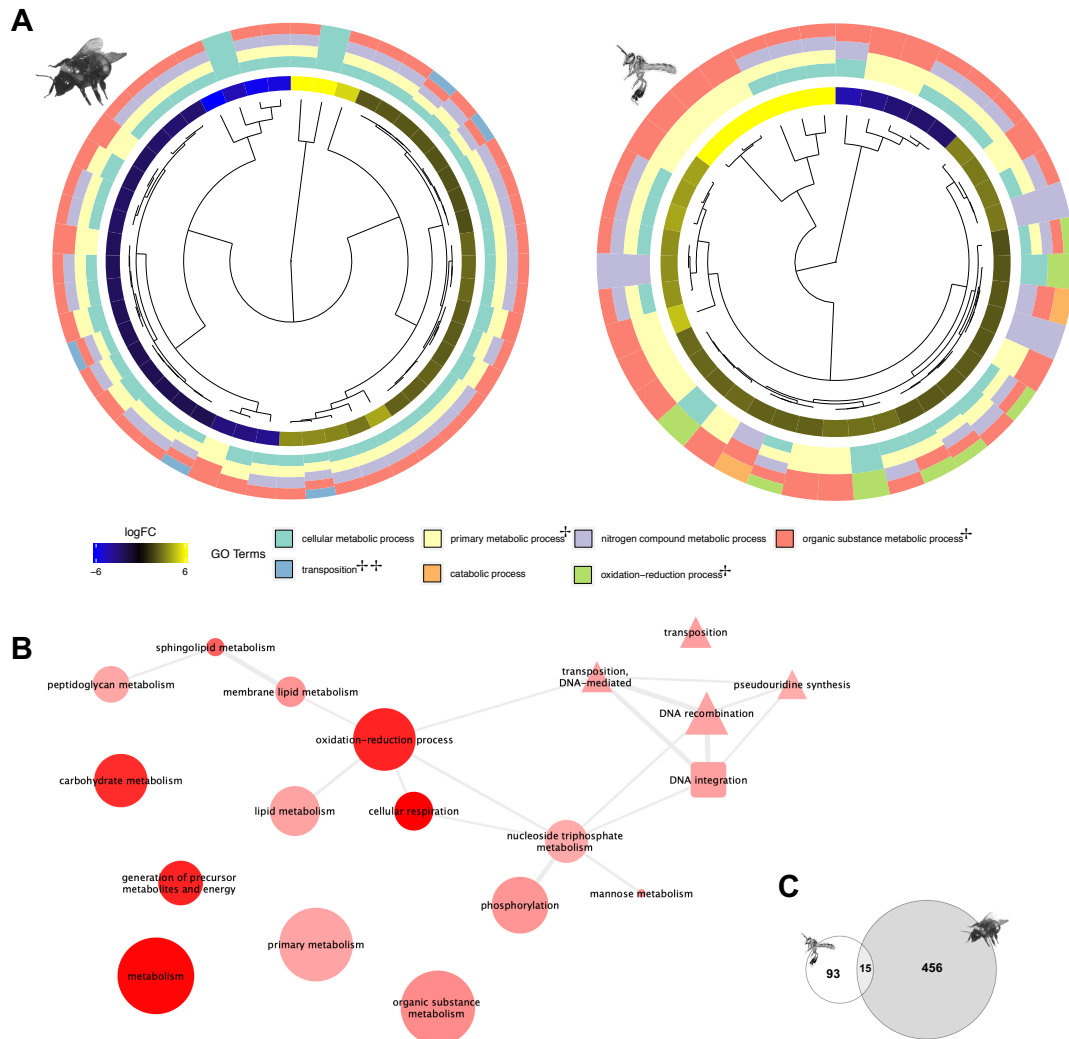 A
logFC
−6
6
GO Terms
cellular metabolic process
primary metabolic process†
nitrogen compound metabolic process
organic substance metabolic process†
transposition††
catabolic process
oxidation−reduction process†
B
sphingolipid metabolism
peptidoglycan metabolism
membrane lipid metabolism
oxidation−reduction process
carbohydrate metabolism
lipid metabolism
cellular respiration
generation of precursor
metabolites and energy
metabolism
primary metabolism
organic substance
metabolism
phosphorylation
nucleoside triphosphate
metabolism
mannose metabolism
transposition
transposition,
DNA−mediated
pseudouridine synthesis
DNA recombination
DNA integration
C
93
15
456